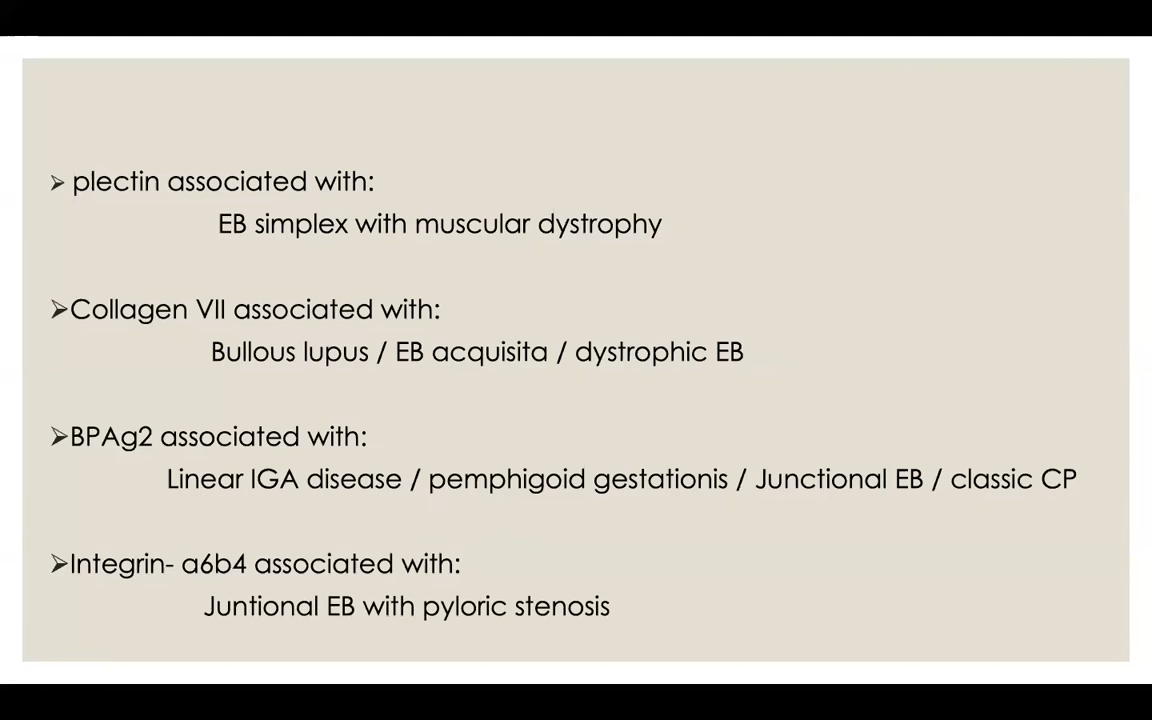 ➢ plectin associated with:
EB simplex with muscular dystrophy
➢Collagen VII associated with:
Bullous lupus / EB acquisita / dystrophic EB
➢BPAg2 associated with:
Linear IGA disease / pemphigoid gestationis / Junctional EB / classic CP
➢Integrin- a6b4 associated with:
Juntional EB with pyloric stenosis